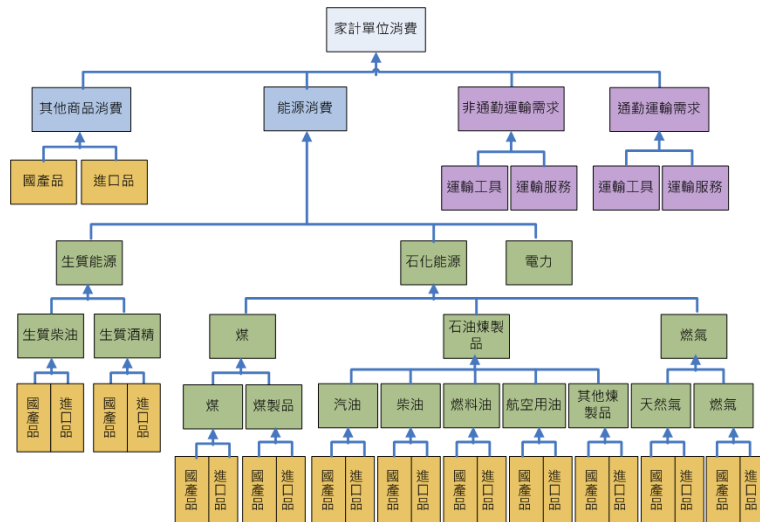 家計單位消費
其他商品消費
能源消費
非通勤運輸需求
通勤運輸需求
國產品
進口品
運輸工具
運輸服務
運輸工具
運輸服務
生質能源
石化能源
電力
生質柴油
生質酒精
煤
石油煉製
品
燃氣
國產品
進口品
國產品
進口品
煤
煤製品
汽油
柴油
燃料油
航空用油
其他煉
製品
天然氣
燃氣
國產品
進口品
國產品
進口品
國產品
進口品
國產品
進口品
國產品
進口品
國產品
進口品
國產品
進口品
國產品
進口品
國產品
進口品